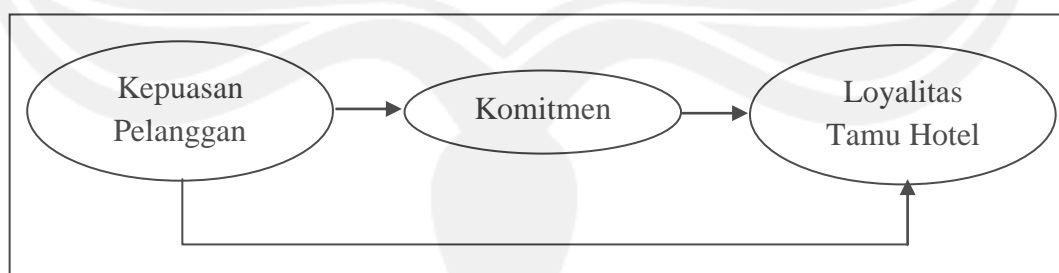 Kepuasan
Pelanggan
Komitmen
Loyalitas
Tamu Hotel